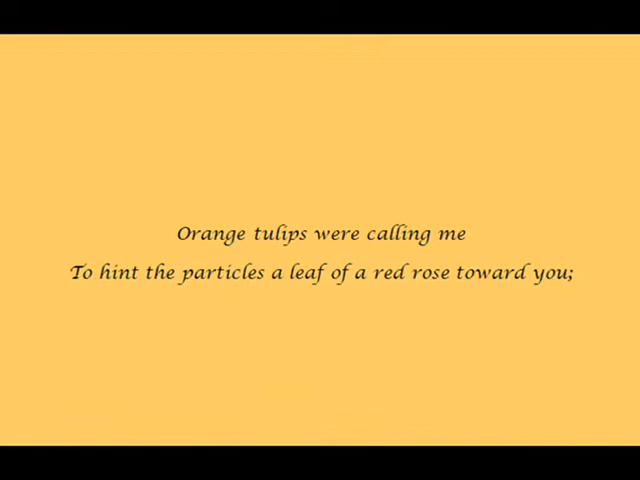 Orange tulips were calling me
To hint the particles a leaf of a red rose toward you;